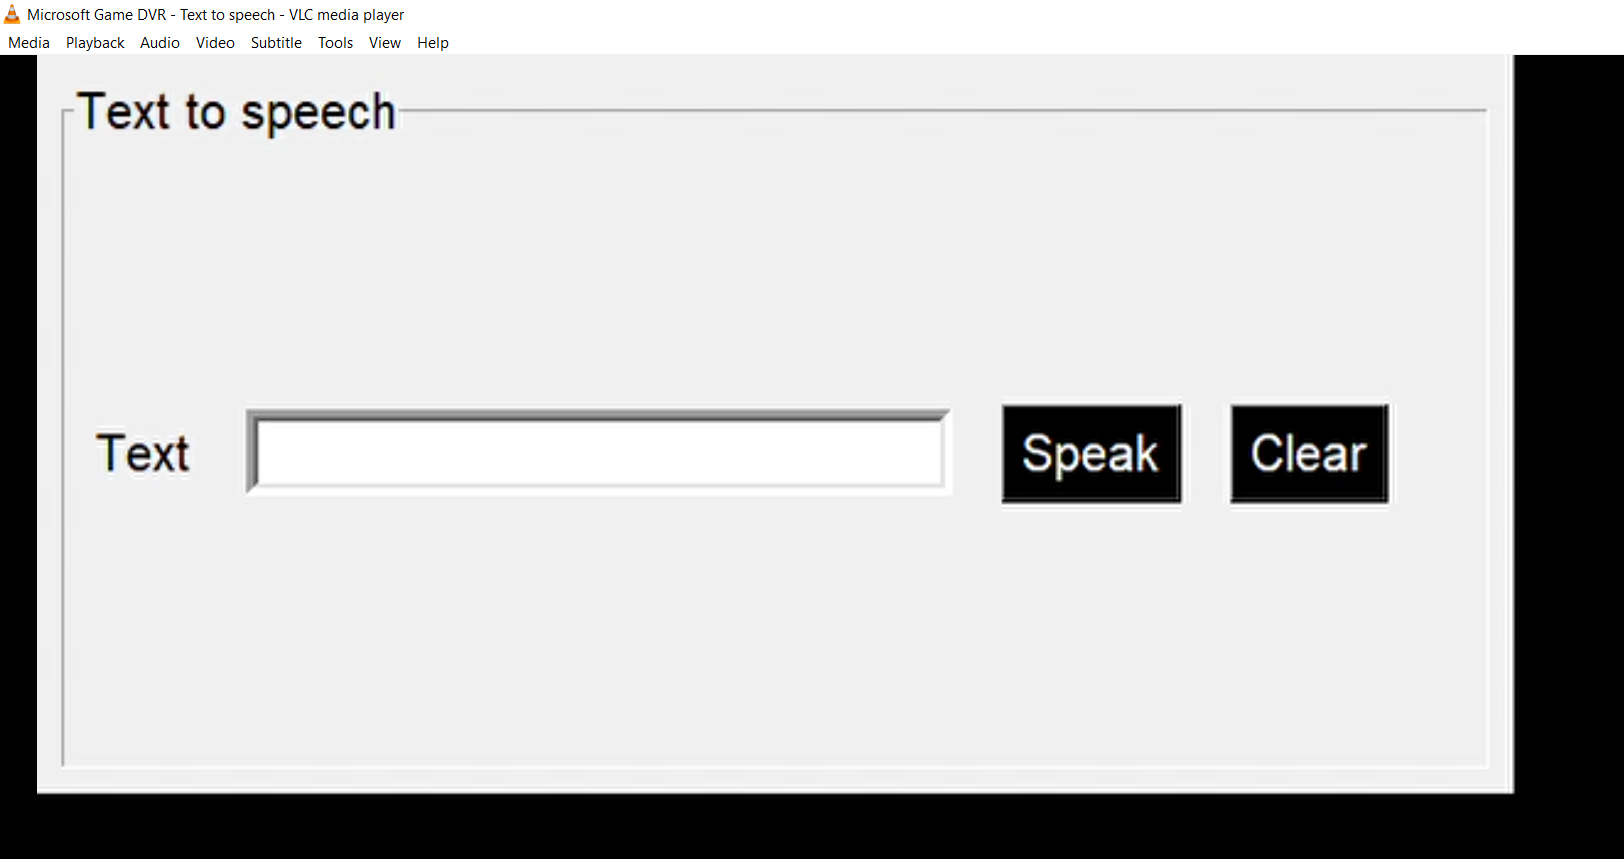 Microsoft Game DVR - Text to speech - VLC media player
Media Playback Audio Video Subtitle Tools View Help
Text to speech
Text Speak Clear